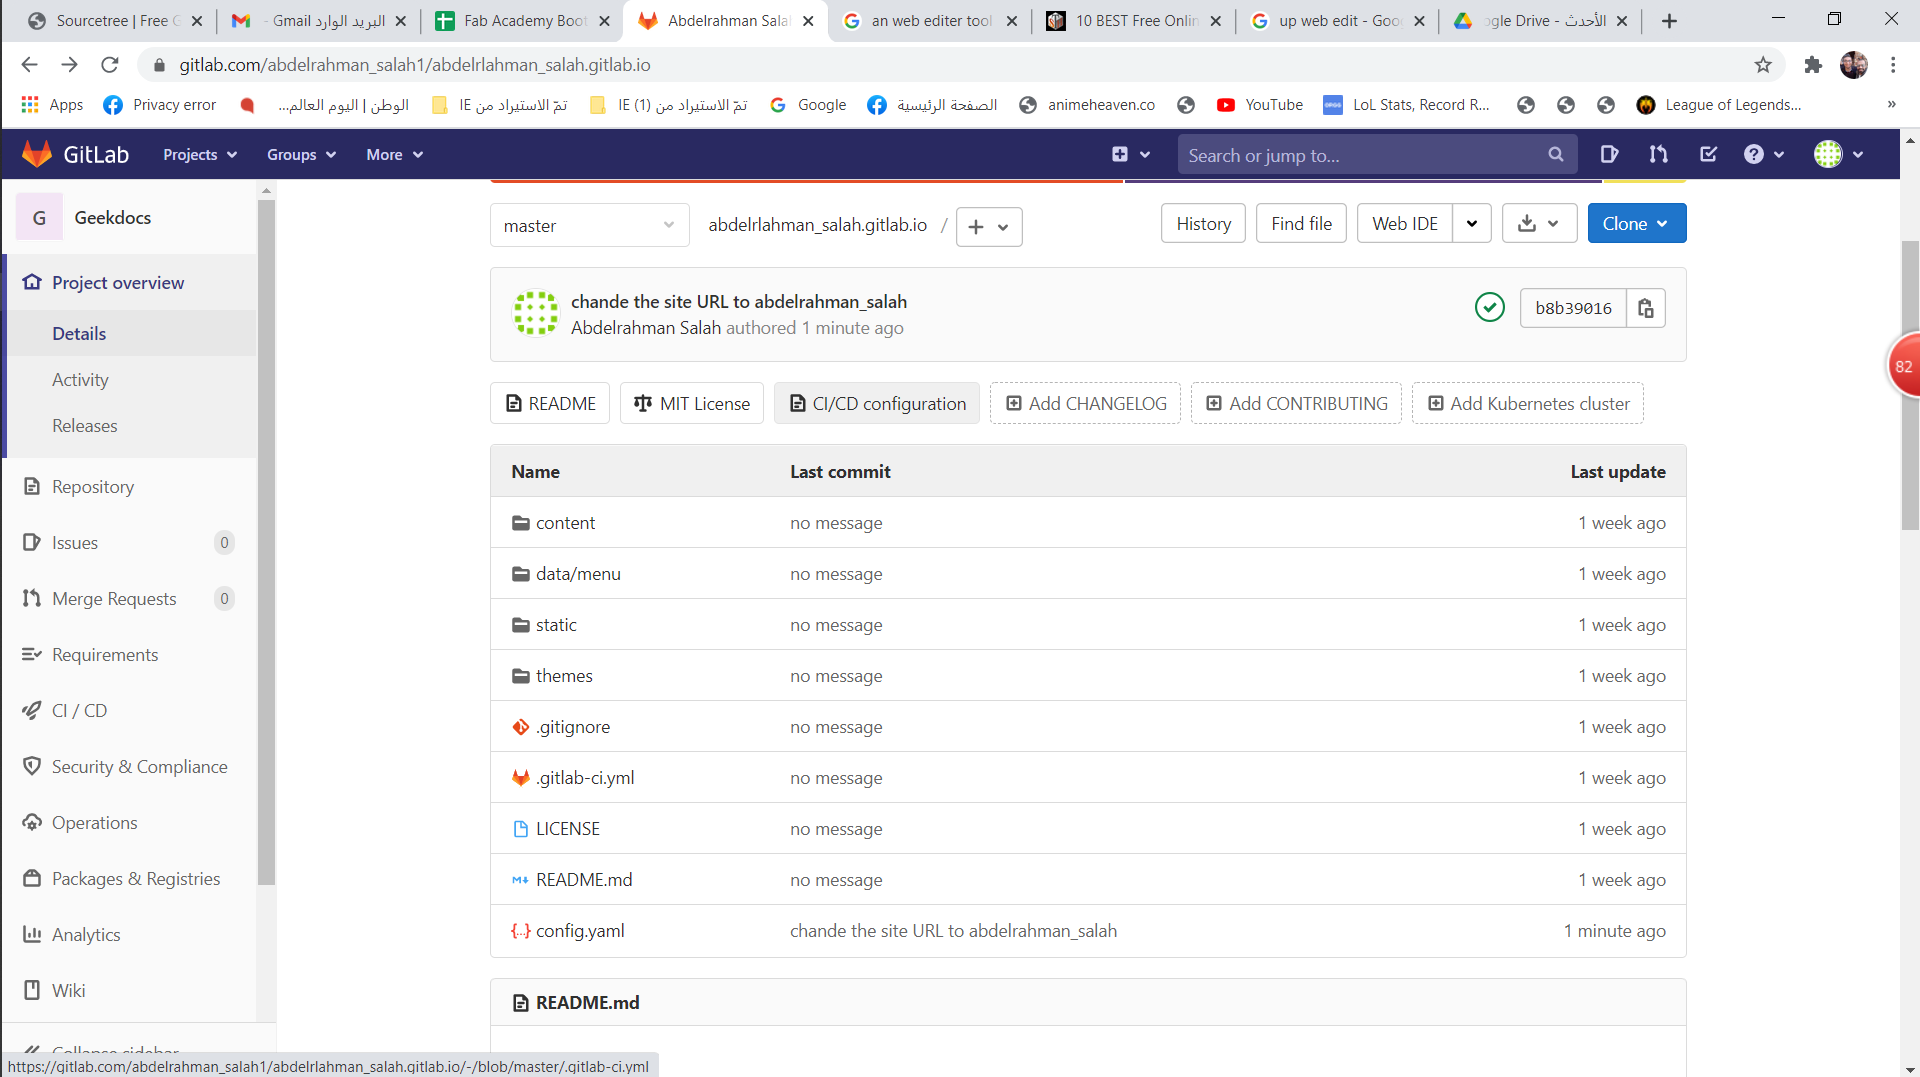 Sourcetree | Free G
البريد الوارد - Gmail
Fab Academy Boot
Abdelrahman Sala
an web editer tool
10 BEST Free Onlin
up web edit - Goo
الأحدث - ogle Drive
gitlab.com/abdelrahman_salah1/abdelrlahman_salah.gitlab.io
Apps
Privacy error
الوطن | اليوم العالم...
تمّ الاستيراد من IE
تمّ الاستيراد من IE (1)
Google
الصفحة الرئيسية
animeheaven.co
YouTube
LoL Stats, Record R...
League of Legends...
»
GitLab
Projects
Groups
More
Search or jump to...
G
Geekdocs
master
abdelrlahman_salah.gitlab.io /
History
Find file
Web IDE
Clone
Project overview
Details
Activity
Releases
Repository
Issues 0
Merge Requests 0
Requirements
CI / CD
Security & Compliance
Operations
Packages & Registries
Analytics
Wiki
Collapse sidebar
chande the site URL to abdelrahman_salah
Abdelrahman Salah authored 1 minute ago
b8b39016
82
README
MIT License
CI/CD configuration
Add CHANGELOG
Add CONTRIBUTING
Add Kubernetes cluster
Name Last commit Last update
content no message 1 week ago
data/menu no message 1 week ago
static no message 1 week ago
themes no message 1 week ago
.gitignore no message 1 week ago
.gitlab-ci.yml no message 1 week ago
LICENSE no message 1 week ago
README.md no message 1 week ago
config.yaml chande the site URL to abdelrahman_salah 1 minute ago
README.md
https://gitlab.com/abdelrahman_salah1/abdelrlahman_salah.gitlab.io/-/blob/master/.gitlab-ci.yml